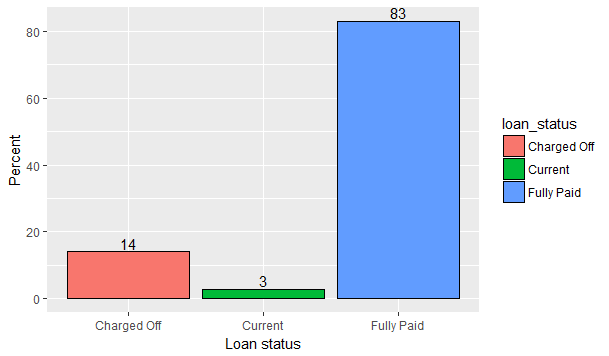 83
80
60
40
20
0
14
3
Percent
Charged Off
Current
Fully Paid
Loan status
loan_status
Charged Off
Current
Fully Paid